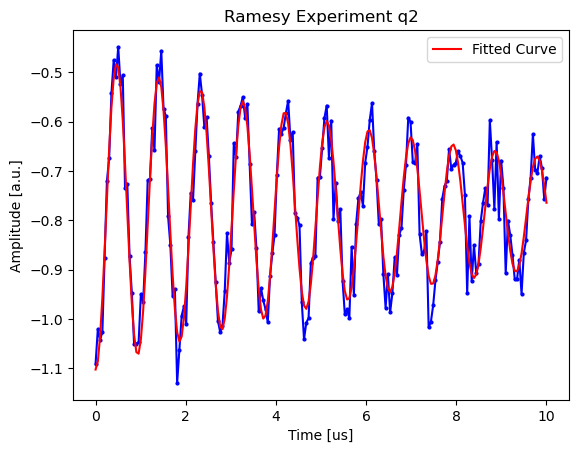 Ramesy Experiment q2
Fitted Curve
Amplitude [a.u.]
−0.5
−0.6
−0.7
−0.8
−0.9
−1.0
−1.1
0 2 4 6 8 10
Time [us]